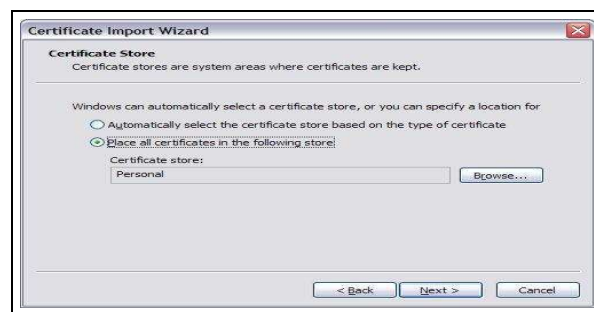 Certificate Import Wizard
Certificate Store
Certificate stores are system areas where certificates are kept.
Windows can automatically select a certificate store, or you can specify a location for
Automatically select the certificate store based on the type of certificate
Place all certificates in the following store
Certificate store:
Personal
Browse...
< Back Next > Cancel